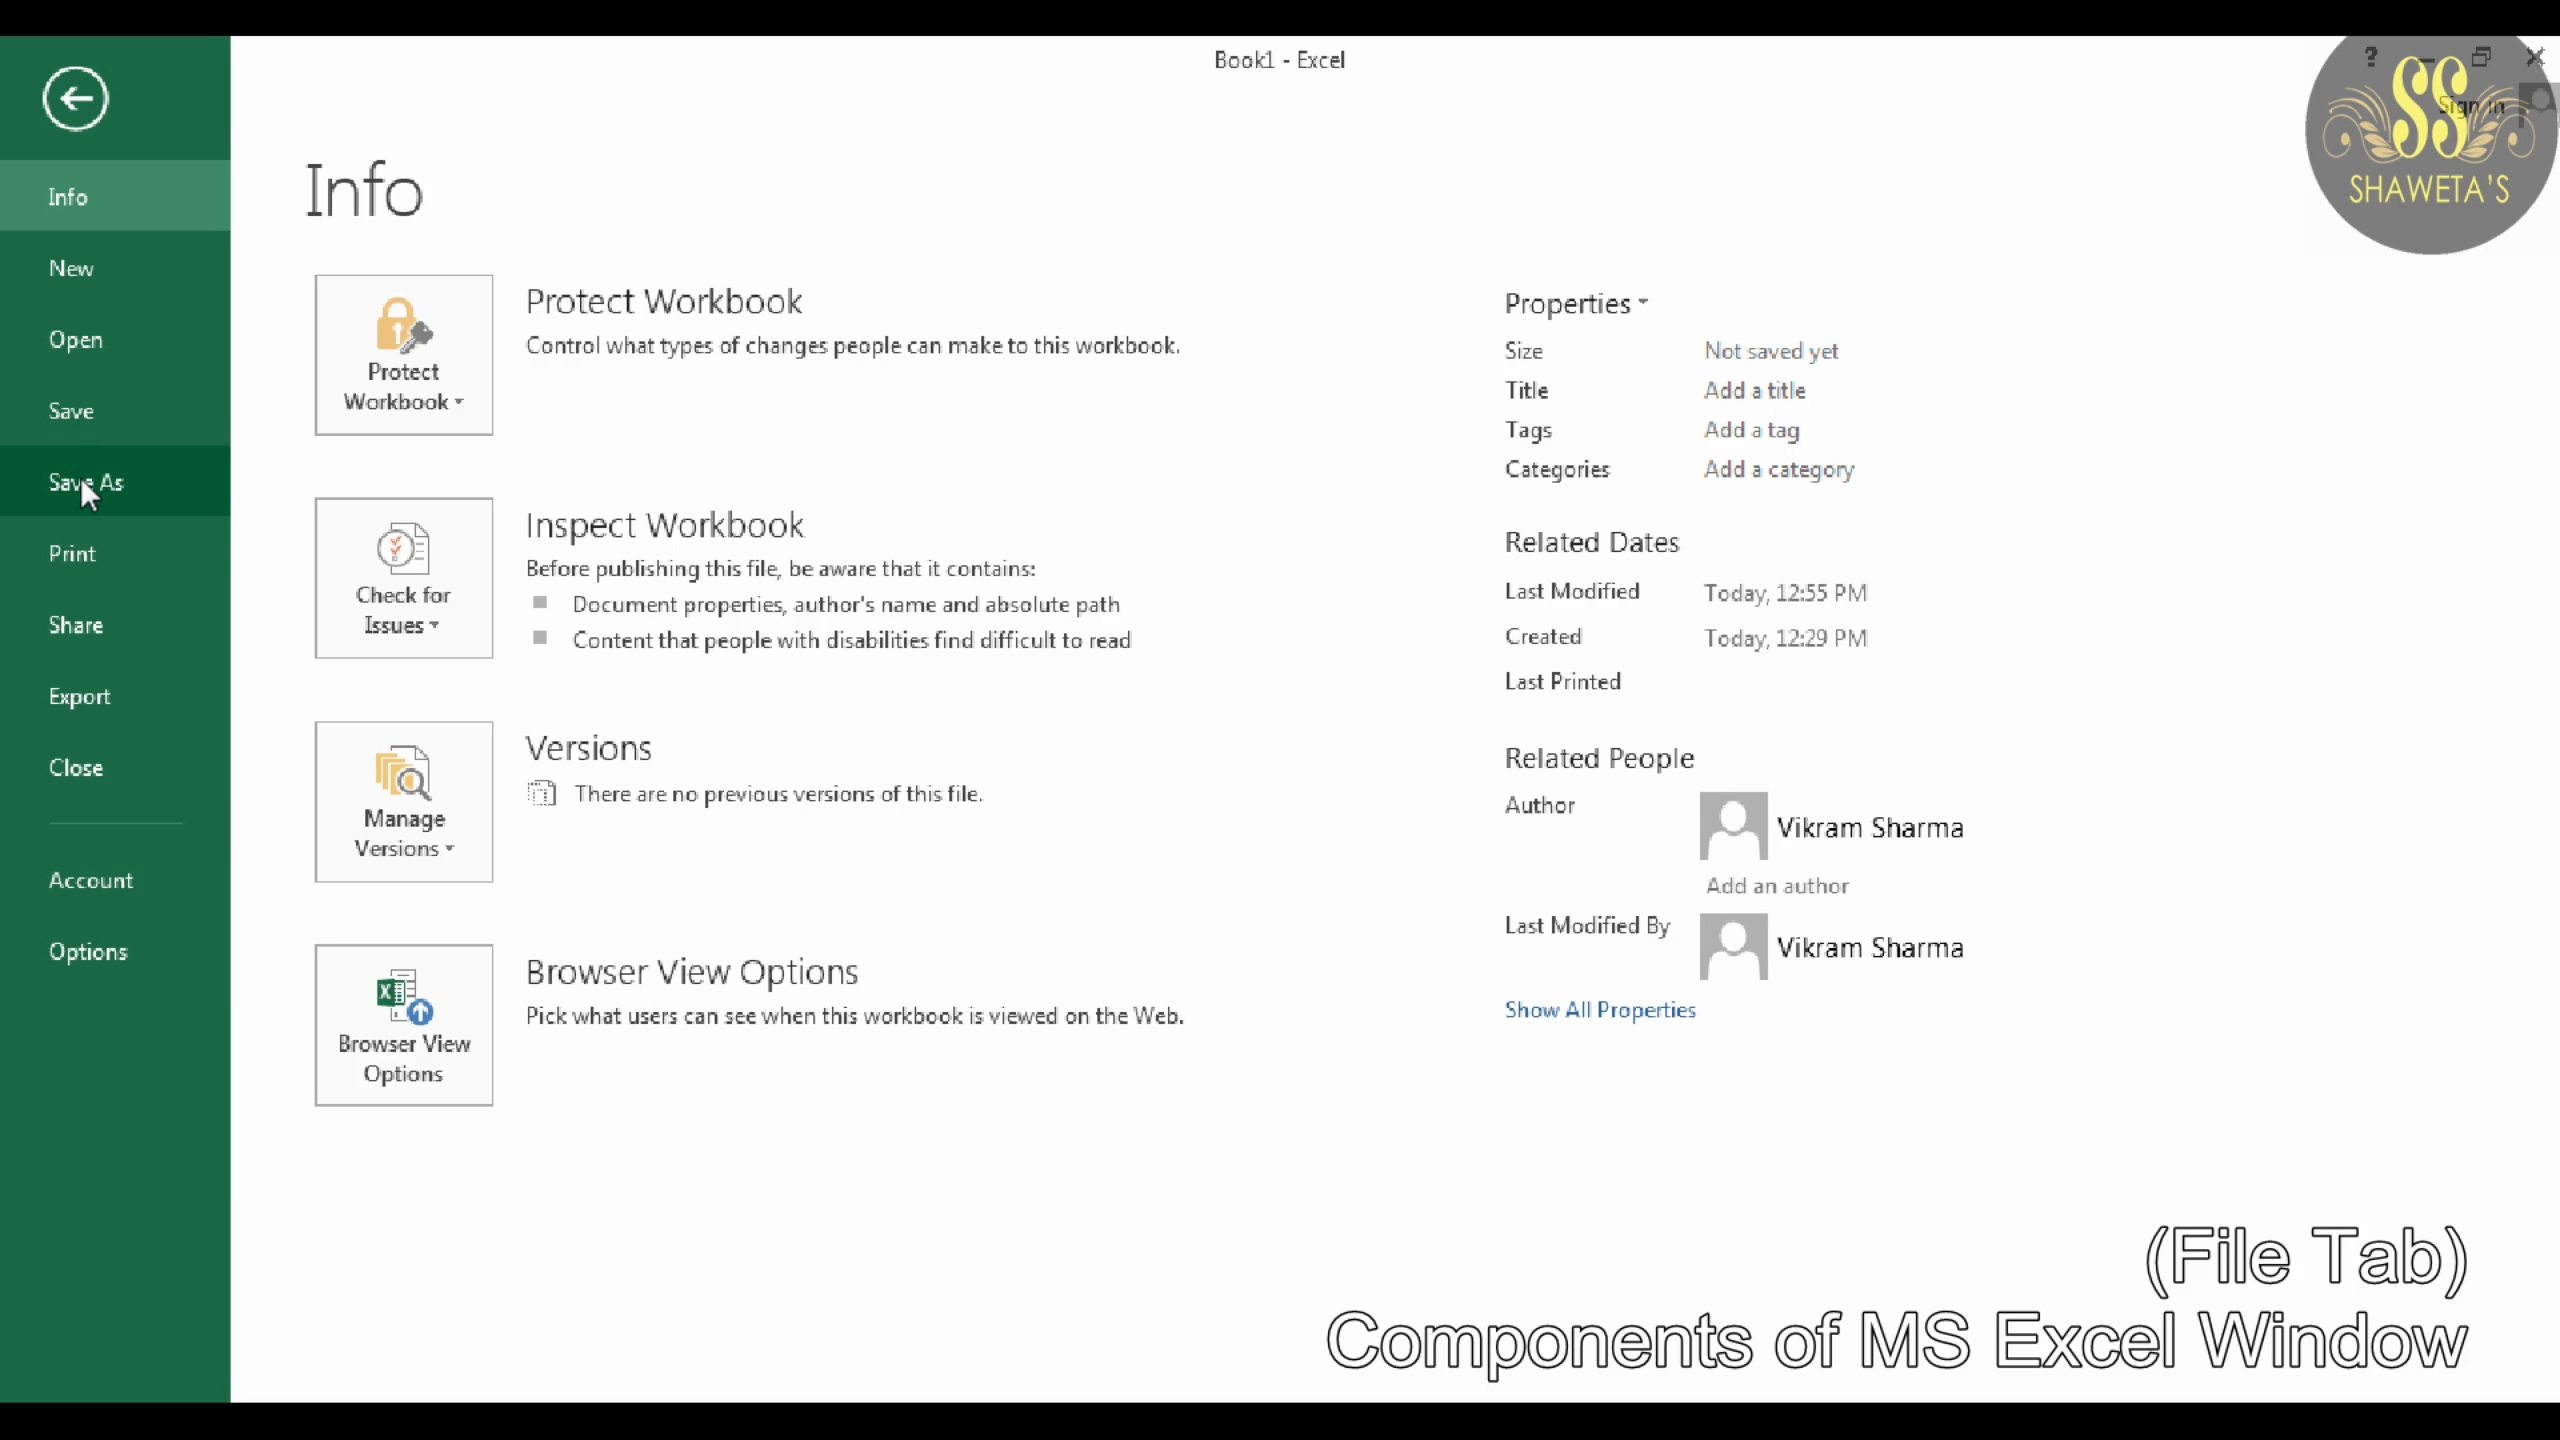 Book1 - Excel
?
Sign in
SS
SHAWETA'S
Info
New
Open
Save
Save As
Print
Share
Export
Close
Account
Options
Info
Protect
Workbook
Protect Workbook
Control what types of changes people can make to this workbook.
Check for
Issues
Inspect Workbook
Before publishing this file, be aware that it contains:
Document properties, author's name and absolute path
Content that people with disabilities find difficult to read
Manage
Versions
Versions
There are no previous versions of this file.
Browser View
Options
Browser View Options
Pick what users can see when this workbook is viewed on the Web.
Properties
Size Not saved yet
Title Add a title
Tags Add a tag
Categories Add a category
Related Dates
Last Modified Today, 12:55 PM
Created Today, 12:29 PM
Last Printed
Related People
Author Vikram Sharma
Add an author
Last Modified By Vikram Sharma
Show All Properties
(File Tab)
Components of MS Excel Window